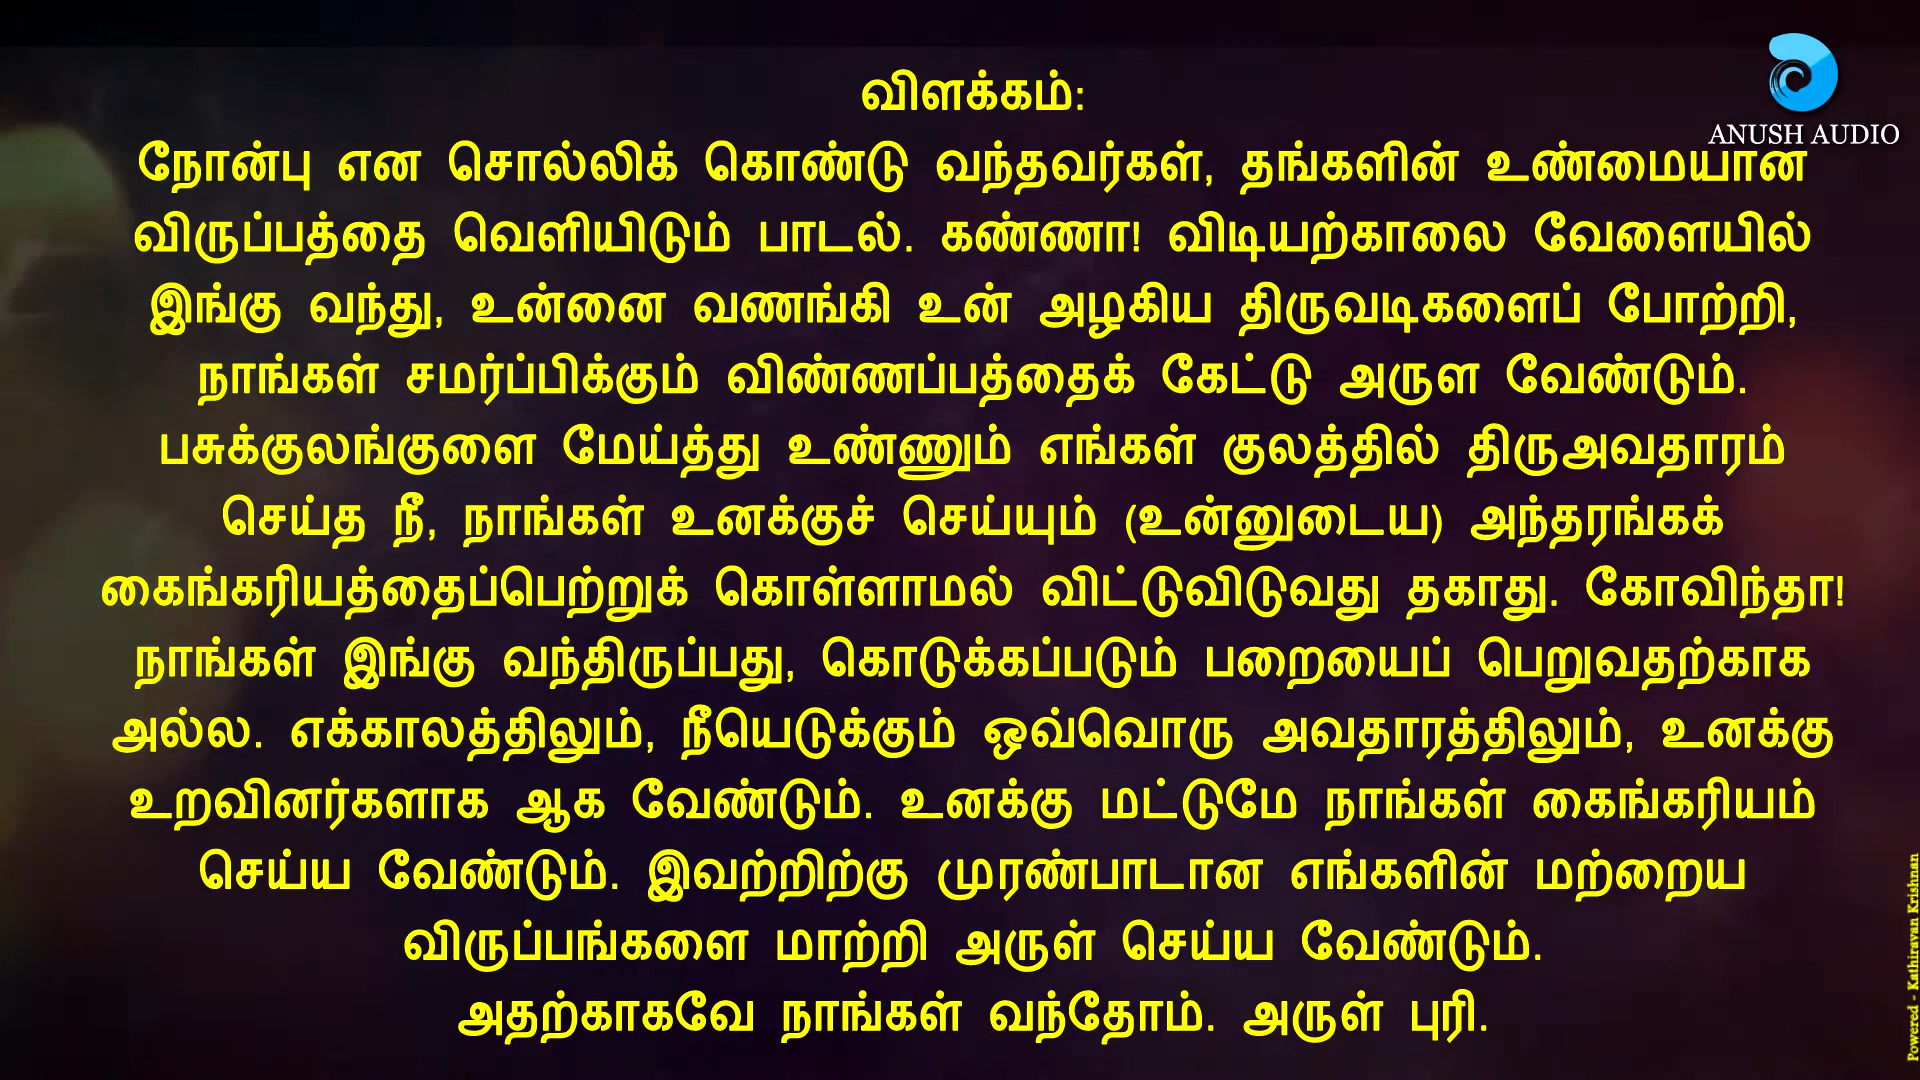 விளக்கம்:
ANUSH AUDIO
நோன்பு என சொல்லிக் கொண்டு வந்தவர்கள், தங்களின் உண்மையான
விருப்பத்தை வெளியிடும் பாடல். கண்ணா! விடியற்காலை வேளையில்
இங்கு வந்து, உன்னை வணங்கி உன் அழகிய திருவடிகளைப் போற்றி,
நாங்கள் சமர்ப்பிக்கும் விண்ணப்பத்தைக் கேட்டு அருள வேண்டும்.
பசுக்குலங்குளை மேய்த்து உண்ணும் எங்கள் குலத்தில் திருஅவதாரம்
செய்த நீ, நாங்கள் உனக்குச் செய்யும் (உன்னுடைய) அந்தரங்கக்
கைங்கரியத்தைப்பெற்றுக் கொள்ளாமல் விட்டுவிடுவது தகாது. கோவிந்தா!
நாங்கள் இங்கு வந்திருப்பது, கொடுக்கப்படும் பறையைப் பெறுவதற்காக
அல்ல. எக்காலத்திலும், நீயெடுக்கும் ஒவ்வொரு அவதாரத்திலும், உனக்கு
உறவினர்களாக ஆக வேண்டும். உனக்கு மட்டுமே நாங்கள் கைங்கரியம்
செய்ய வேண்டும். இவற்றிற்கு முரண்பாடான எங்களின் மற்றைய
விருப்பங்களை மாற்றி அருள் செய்ய வேண்டும்.
அதற்காகவே நாங்கள் வந்தோம். அருள் புரி.
Powered - Kathiravan Krishnan